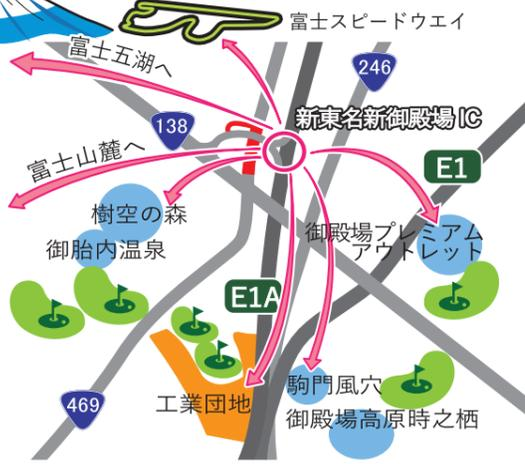 富士スピードウエイ
富士五湖へ
246
新東名新御殿場IC
138
富士山麓へ
E1
樹空の森
御殿場プレミアム
アウトレット
御胎内温泉
E1A
駒門風穴
工業団地
469
御殿場高原時之栖